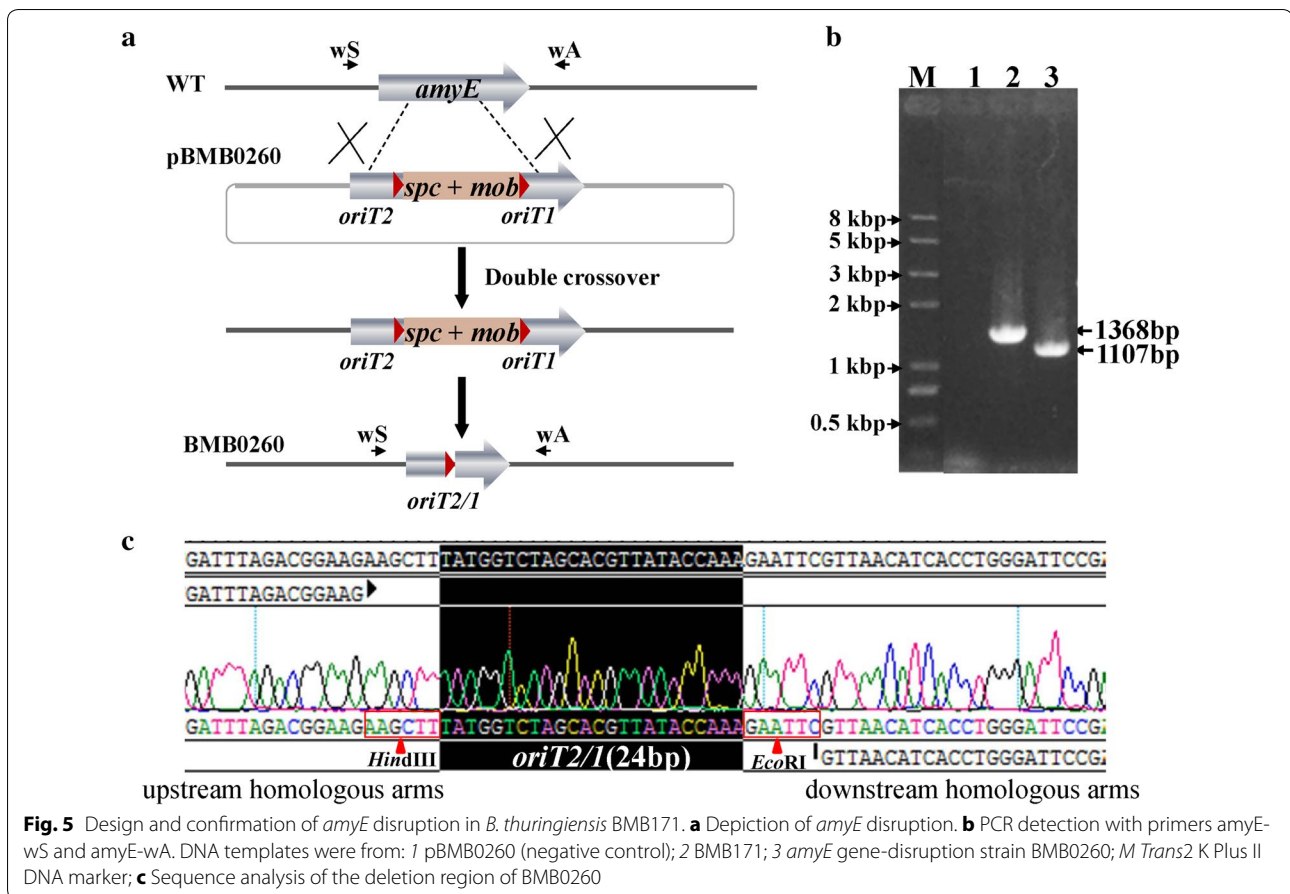 a
wS
wA
WT
amyE
pBMB0260
spc + mob
oriT2
oriT1
Double crossover
spc + mob
oriT2
oriT1
BMB0260
wS
wA
oriT2/1
b
M 1 2 3
8 kbp
5 kbp
3 kbp
2 kbp
1 kbp
0.5 kbp
1368bp
1107bp
c
GATTTAGACGGAAGAAGCTTTATGGTCTAGCACGTTATACCAAAGAATTCGTTAACATCACCTGGGATTCCGA
GATTTAGACGGAAG
GATTTAGACGGAAGAAGCTTTATGGTCTAGCACGTTATACCAAAGAATTCGTTAACATCACCTGGGATTCCGA
HindIII
oriT2/1(24bp)
EcoRI
GTTAACATCACCTGGGATTCCGA
upstream homologous arms
downstream homologous arms
Fig. 5 Design and confirmation of amyE disruption in B. thuringiensis BMB171. a Depiction of amyE disruption. b PCR detection with primers amyE-
wS and amyE-wA. DNA templates were from: 1 pBMB0260 (negative control); 2 BMB171; 3 amyE gene-disruption strain BMB0260; M Trans2 K Plus II
DNA marker; c Sequence analysis of the deletion region of BMB0260